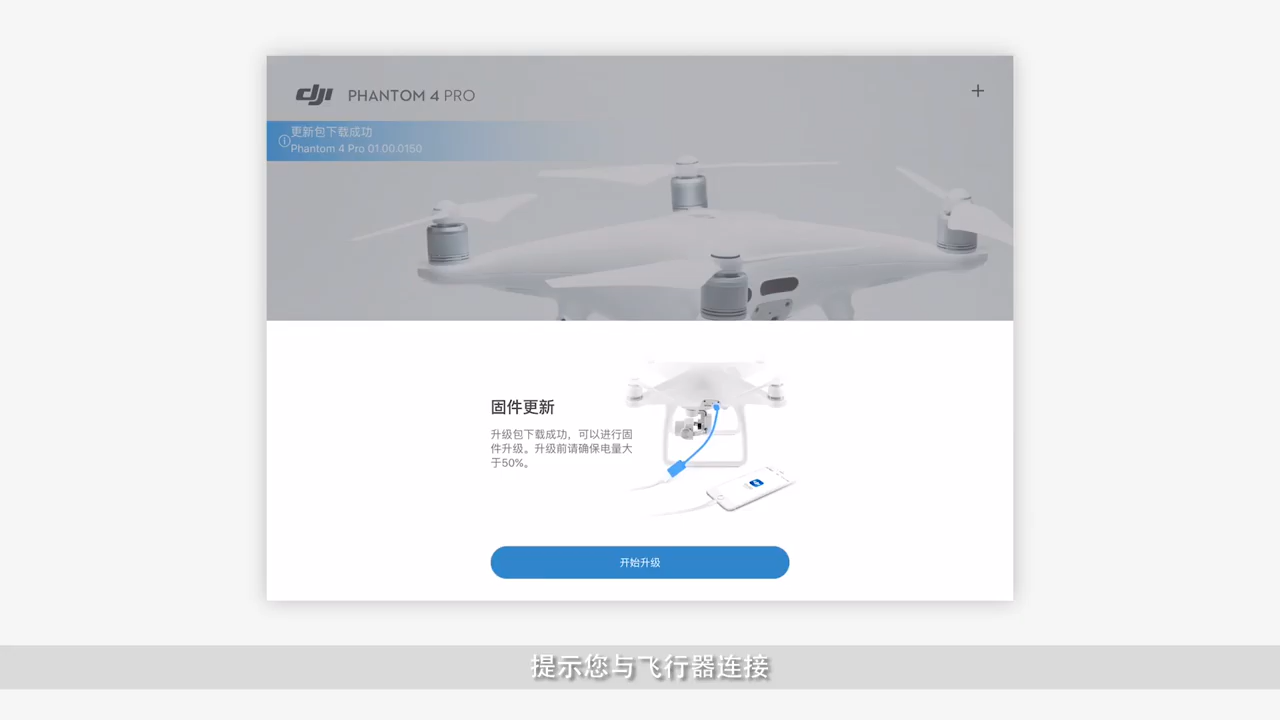 dji PHANTOM 4 PRO
更新包下载成功
Phantom 4 Pro 01.00.0150
固件更新
升级包下载成功，可以进行固
件升级。升级前请确保电量大
于50%。
开始升级
提示您与飞行器连接